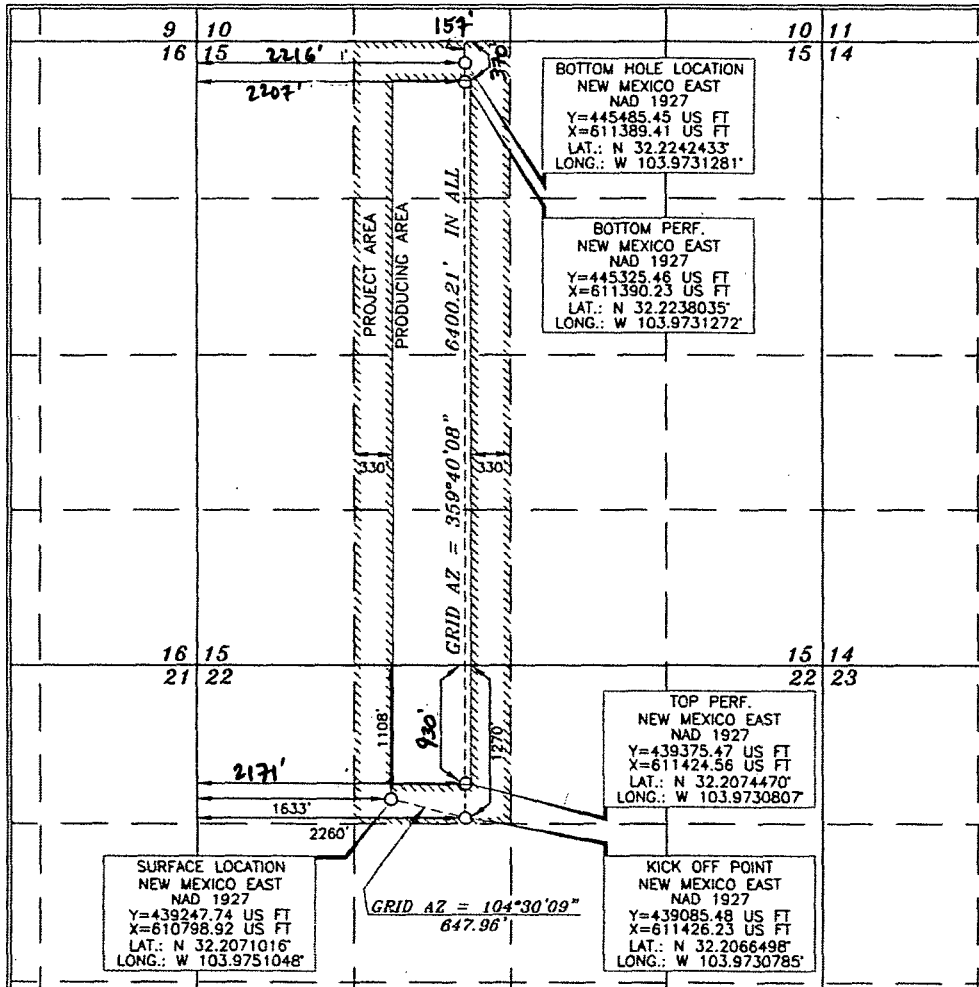 9 10
16 15
10 11
15 14
157'
2216'
370'
2207'
BOTTOM HOLE LOCATION
NEW MEXICO EAST
NAD 1927
Y=445485.45 US FT
X=611389.41 US FT
LAT.: N 32.2242433°
LONG.: W 103.9731281°
BOTTOM PERF.
NEW MEXICO EAST
NAD 1927
Y=445325.46 US FT
X=611390.23 US FT
LAT.: N 32.2238035°
LONG.: W 103.9731272°
PROJECT AREA
PRODUCING AREA
6400.21' IN ALL
GRID AZ = 359°40'08"
330'
330'
16 15
21 22
15 14
22 23
1108'
930'
1270'
2171'
1633'
2260'
TOP PERF.
NEW MEXICO EAST
NAD 1927
Y=439375.47 US FT
X=611424.56 US FT
LAT.: N 32.2074470°
LONG.: W 103.9730807°
SURFACE LOCATION
NEW MEXICO EAST
NAD 1927
Y=439247.74 US FT
X=610798.92 US FT
LAT.: N 32.2071016°
LONG.: W 103.9751048°
GRID AZ = 104°30'09"
647.96'
KICK OFF POINT
NEW MEXICO EAST
NAD 1927
Y=439085.48 US FT
X=611426.23 US FT
LAT.: N 32.2066498°
LONG.: W 103.9730785°